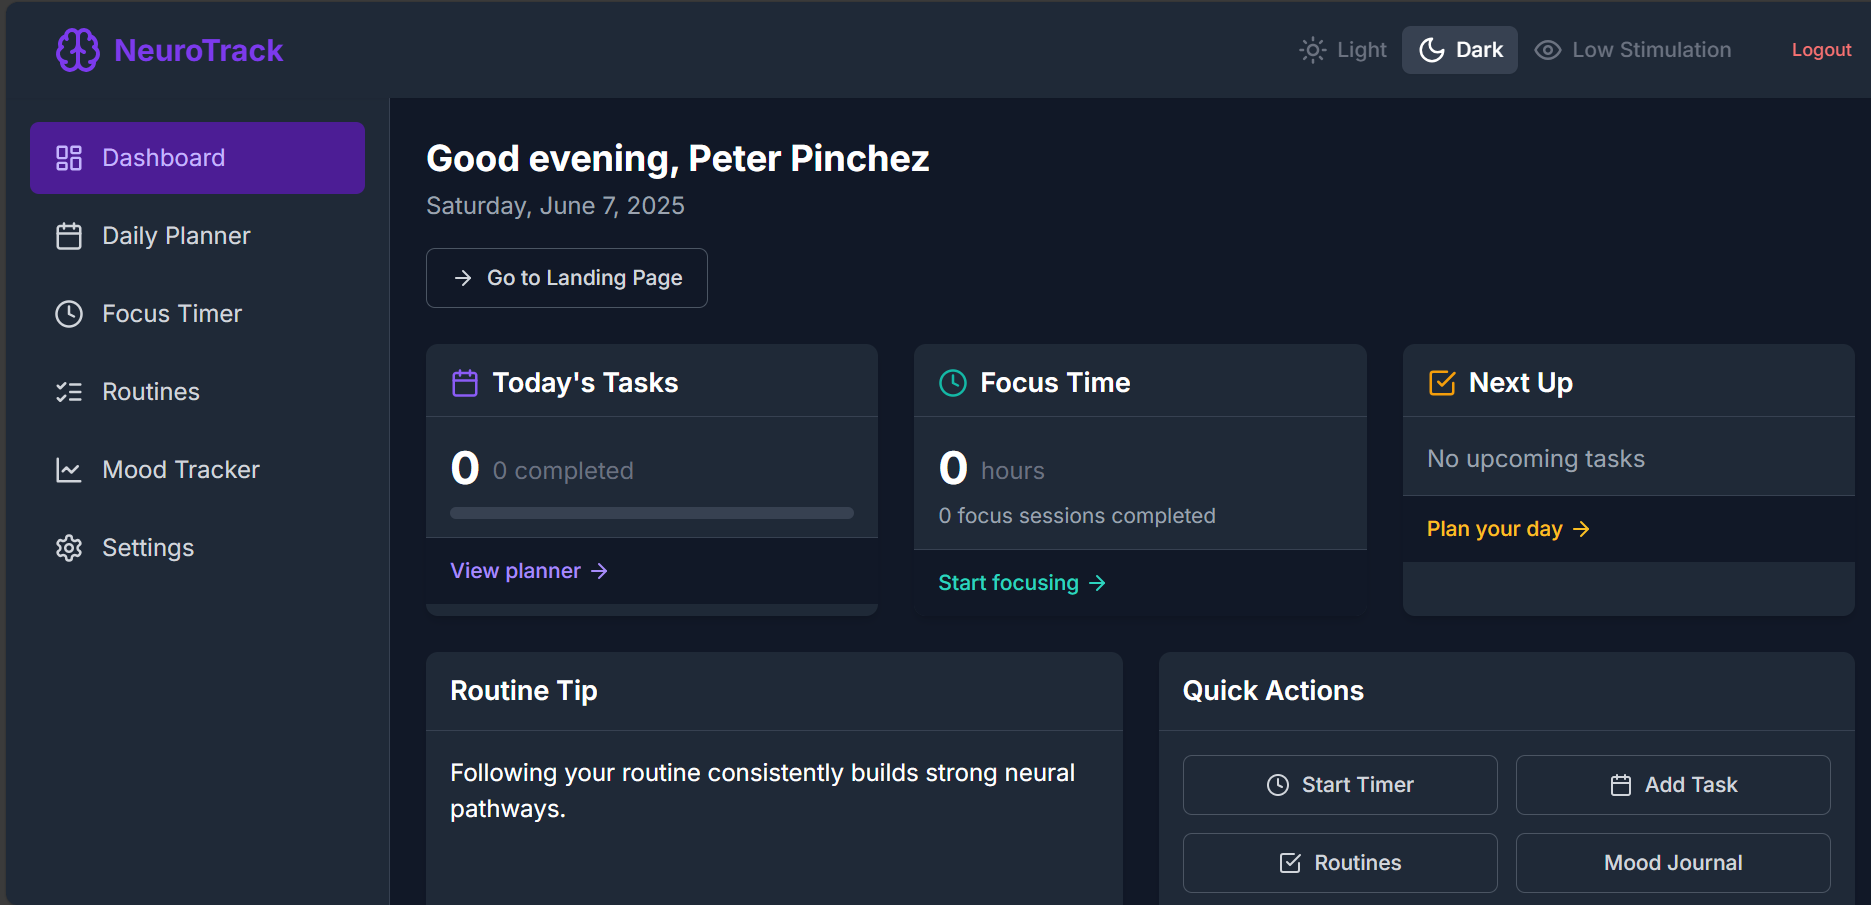 NeuroTrack
Light
Dark
Low Stimulation
Logout
Dashboard
Daily Planner
Focus Timer
Routines
Mood Tracker
Settings
Good evening, Peter Pinchez
Saturday, June 7, 2025
Go to Landing Page
Today's Tasks
0 0 completed
View planner
Focus Time
0 hours
0 focus sessions completed
Start focusing
Next Up
No upcoming tasks
Plan your day
Routine Tip
Following your routine consistently builds strong neural
pathways.
Quick Actions
Start Timer
Add Task
Routines
Mood Journal